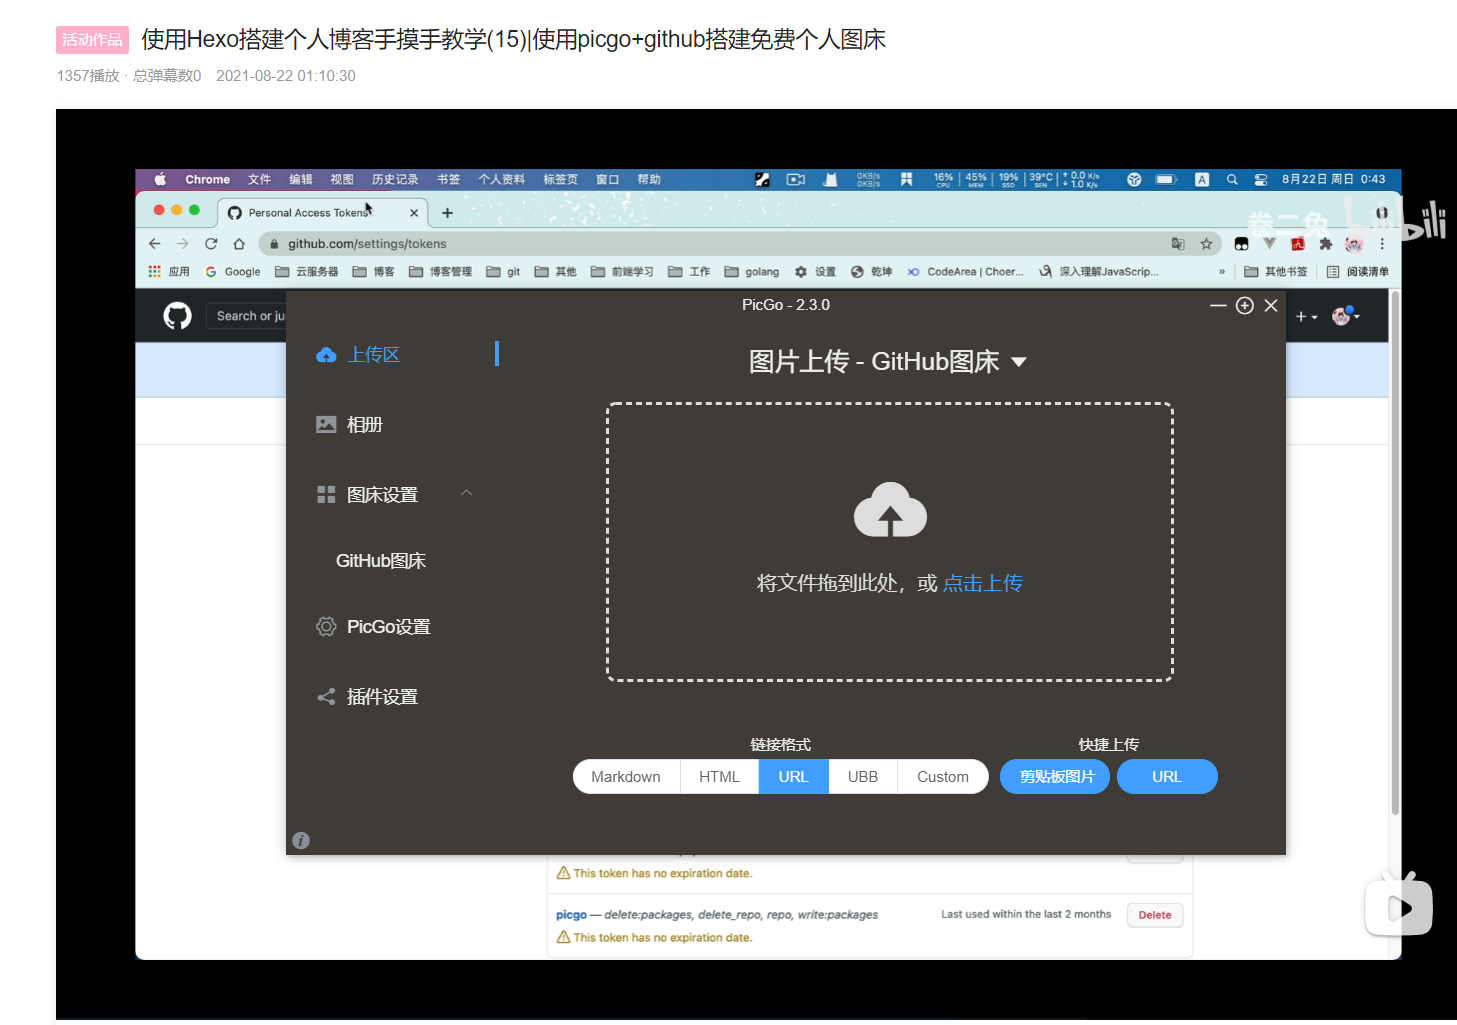 活动作品 使用Hexo搭建个人博客手摸手教学(15)|使用picgo+github搭建免费个人图床
1357播放 · 总弹幕数0 2021-08-22 01:10:30
Chrome 文件 编辑 视图 历史记录 书签 个人资料 标签页 窗口 帮助 0KB/s 0KB/s 16% CPU 45% MEM 19% SSD 39°C SEN 0.0 K/s 1.0 K/s A 8月22日 周日 0:43
Personal Access Tokens
卷二兔 bilibili
github.com/settings/tokens
应用 Google 云服务器 博客 博客管理 git 其他 前端学习 工作 golang 设置 乾坤 CodeArea | Choer... 深入理解JavaScrip... » 其他书签 阅读清单
PicGo - 2.3.0
Search or ju
上传区
图片上传 - GitHub图床
相册
图床设置
GitHub图床
将文件拖到此处，或 点击上传
PicGo设置
插件设置
链接格式 快捷上传
Markdown HTML URL UBB Custom 剪贴板图片 URL
This token has no expiration date.
picgo — delete:packages, delete_repo, repo, write:packages Last used within the last 2 months Delete
This token has no expiration date.